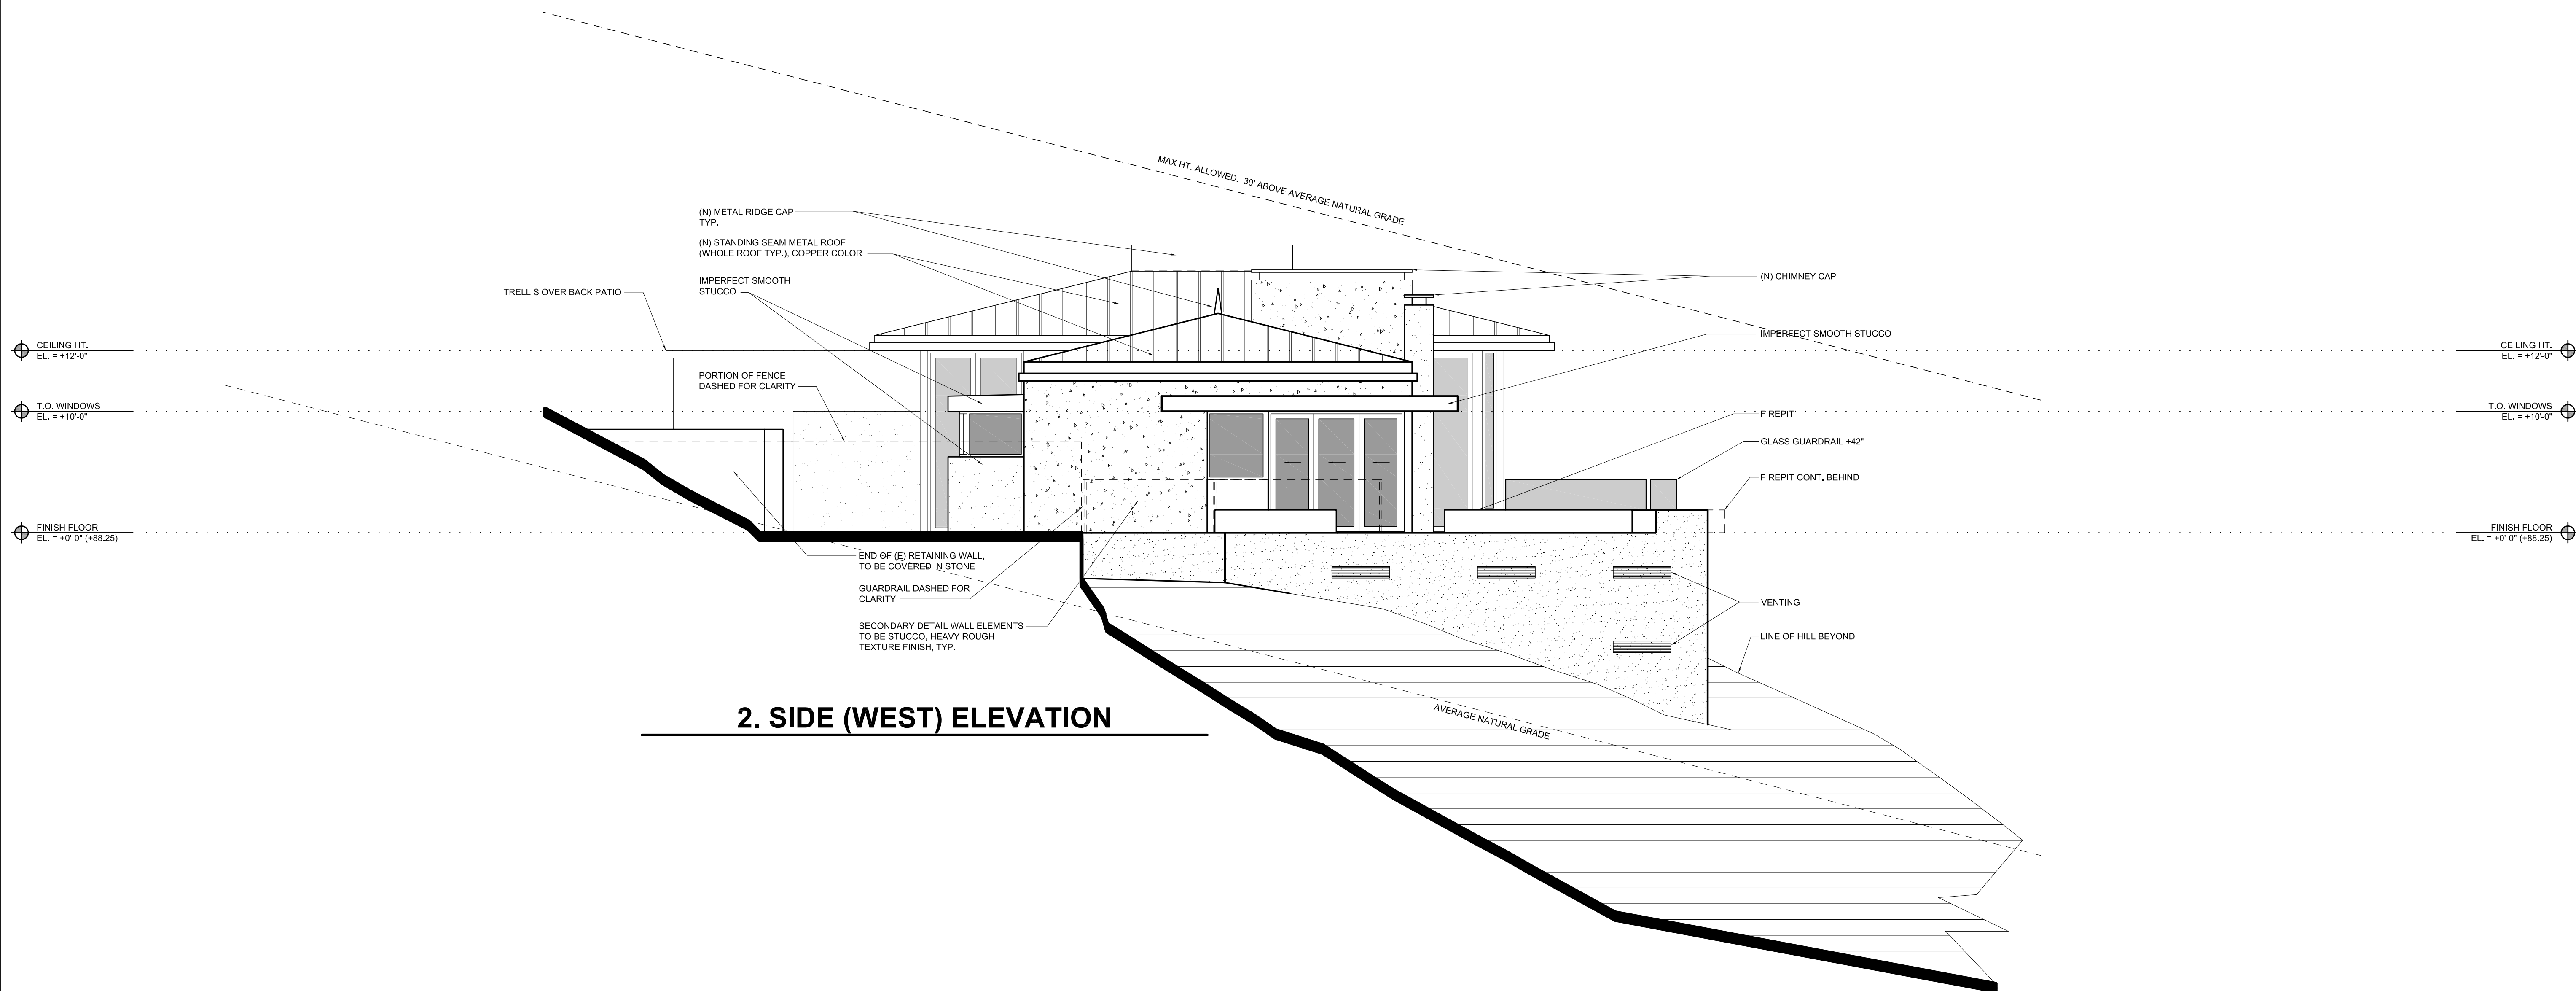 MAX HT. ALLOWED: 30' ABOVE AVERAGE NATURAL GRADE
(N) METAL RIDGE CAP
TYP.
(N) STANDING SEAM METAL ROOF
(WHOLE ROOF TYP.), COPPER COLOR
IMPERFECT SMOOTH
STUCCO
TRELLIS OVER BACK PATIO
PORTION OF FENCE
DASHED FOR CLARITY
CEILING HT.
EL. = +12'-0"
T.O. WINDOWS
EL. = +10'-0"
FINISH FLOOR
EL. = +0'-0" (+88.25)
END OF (E) RETAINING WALL,
TO BE COVERED IN STONE
GUARDRAIL DASHED FOR
CLARITY
SECONDARY DETAIL WALL ELEMENTS
TO BE STUCCO, HEAVY ROUGH
TEXTURE FINISH, TYP.
(N) CHIMNEY CAP
IMPERFECT SMOOTH STUCCO
FIREPIT
GLASS GUARDRAIL +42"
FIREPIT CONT. BEHIND
VENTING
LINE OF HILL BEYOND
CEILING HT.
EL. = +12'-0"
T.O. WINDOWS
EL. = +10'-0"
FINISH FLOOR
EL. = +0'-0" (+88.25)
AVERAGE NATURAL GRADE
2. SIDE (WEST) ELEVATION